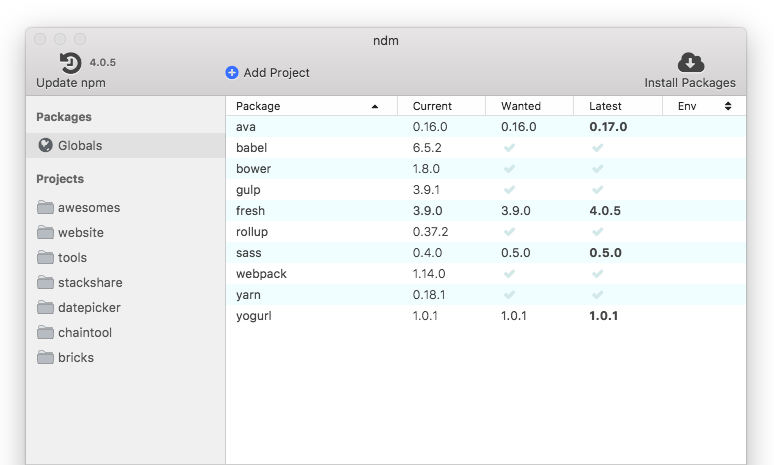 ndm
4.0.5
Update npm
Add Project
Install Packages
Packages
Globals
Projects
awesomes
website
tools
stackshare
datepicker
chaintool
bricks
Package Current Wanted Latest Env
ava 0.16.0 0.16.0 0.17.0
babel 6.5.2
bower 1.8.0
gulp 3.9.1
fresh 3.9.0 3.9.0 4.0.5
rollup 0.37.2
sass 0.4.0 0.5.0 0.5.0
webpack 1.14.0
yarn 0.18.1
yogurl 1.0.1 1.0.1 1.0.1